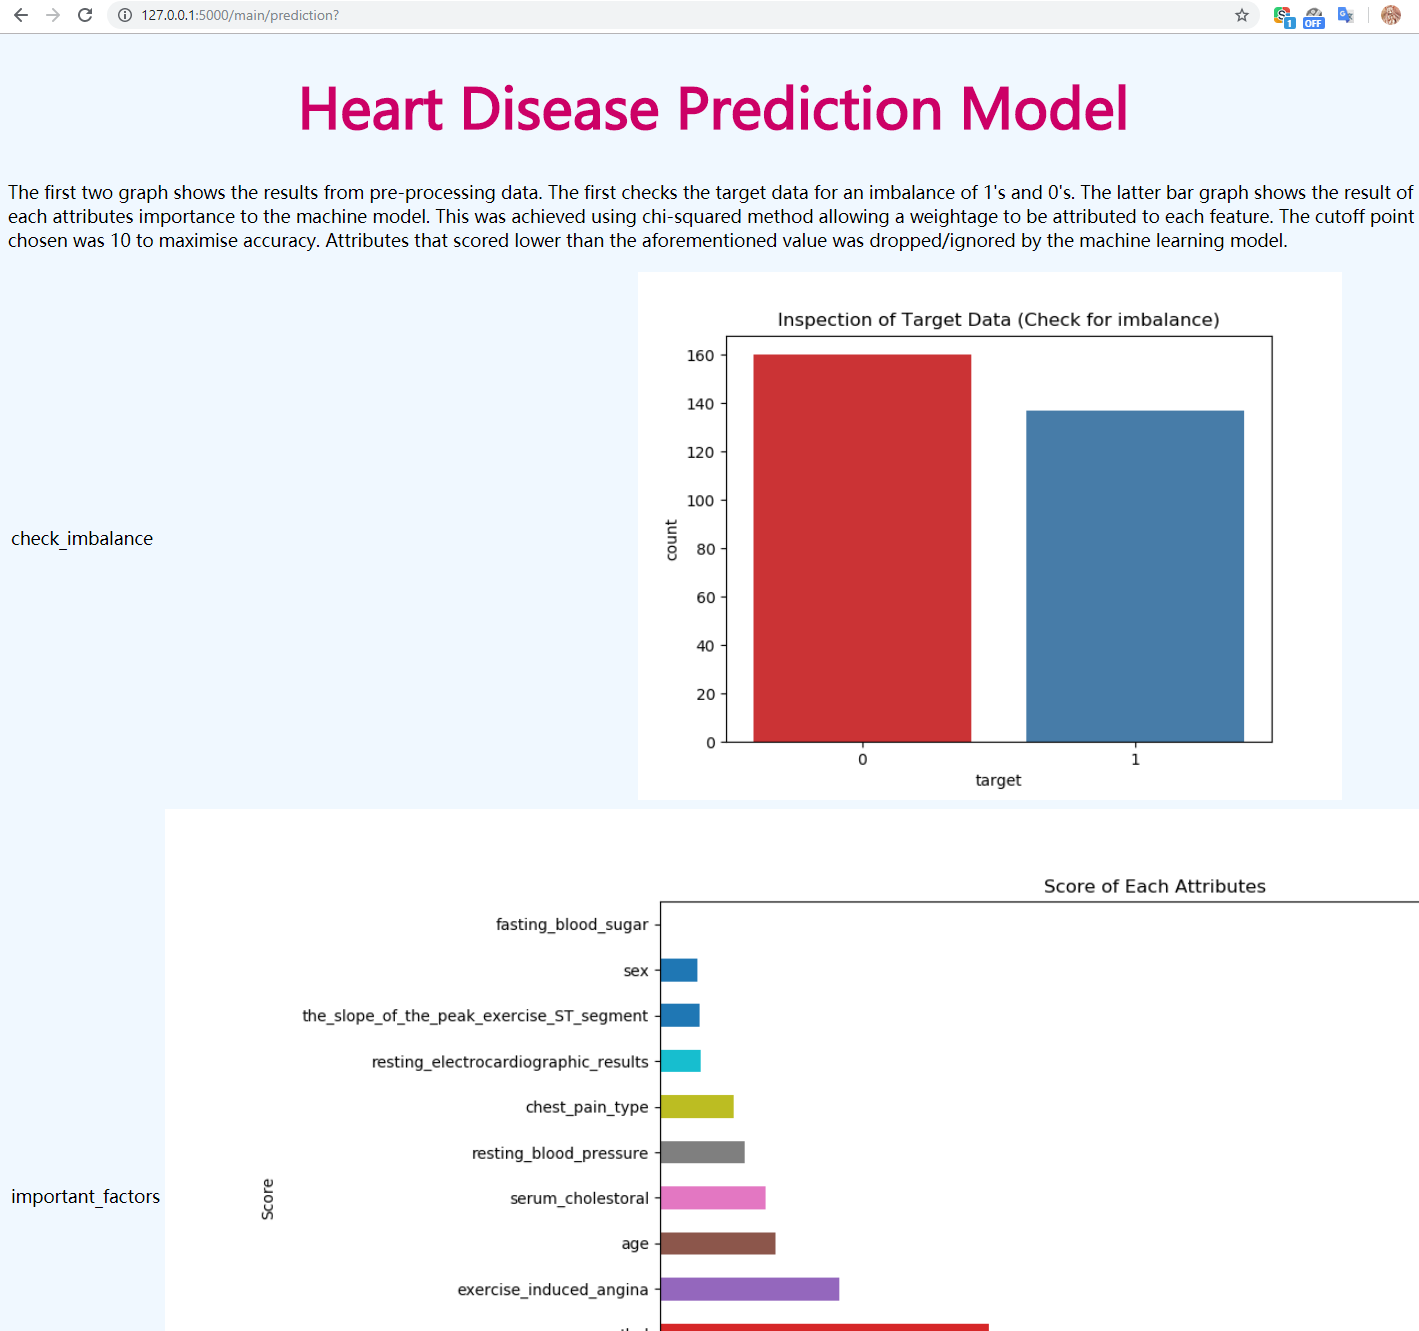 127.0.0.1:5000/main/prediction?
1
OFF
Heart Disease Prediction Model
The first two graph shows the results from pre-processing data. The first checks the target data for an imbalance of 1's and 0's. The latter bar graph shows the result of
each attributes importance to the machine model. This was achieved using chi-squared method allowing a weightage to be attributed to each feature. The cutoff point
chosen was 10 to maximise accuracy. Attributes that scored lower than the aforementioned value was dropped/ignored by the machine learning model.
check_imbalance
Inspection of Target Data (Check for imbalance)
160
140
120
100
80
60
40
20
0
count
0
1
target
important_factors
Score of Each Attributes
fasting_blood_sugar
sex
the_slope_of_the_peak_exercise_ST_segment
resting_electrocardiographic_results
chest_pain_type
resting_blood_pressure
serum_cholestoral
age
exercise_induced_angina
Score